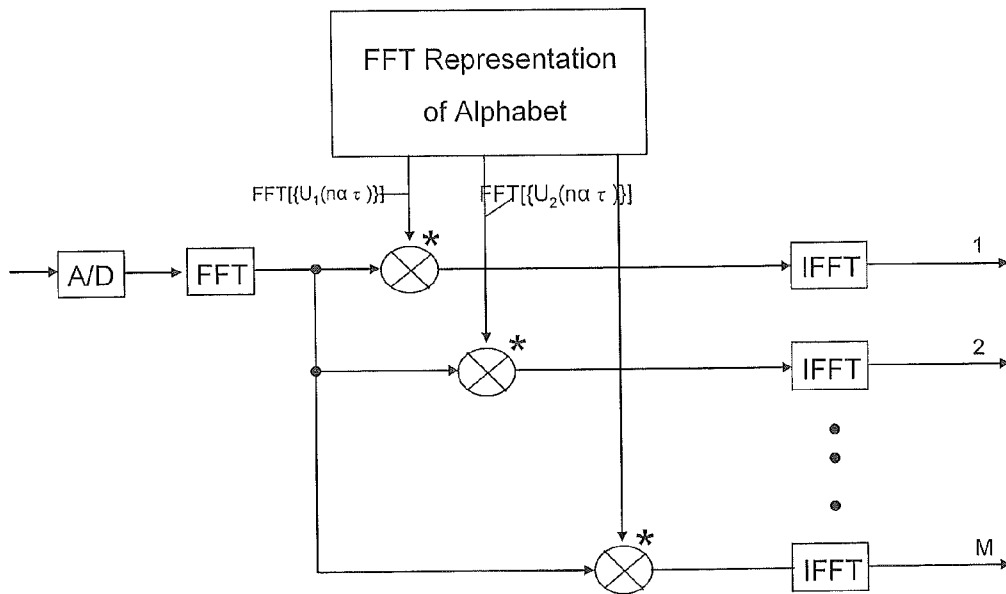 FFT Representation
of Alphabet
FFT[{U₁(nα τ )}]
FFT[{U₂(nα τ )}]
*
A/D
FFT
IFFT
1
*
IFFT
2
*
IFFT
M